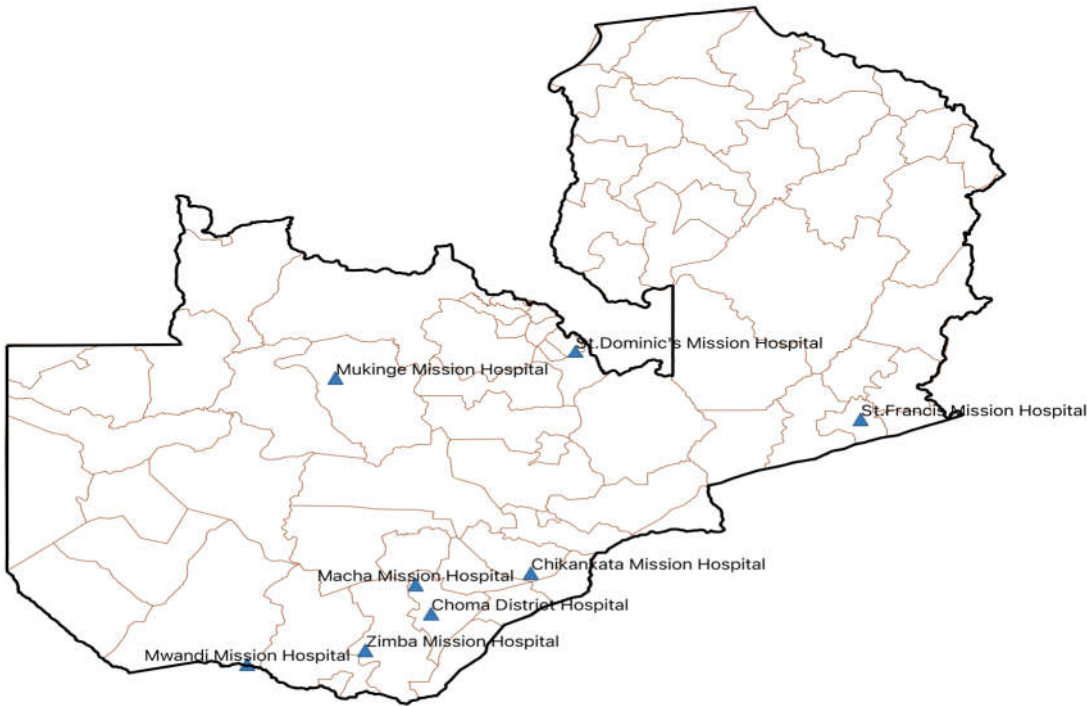 St.Dominic's Mission Hospital
Mukinge Mission Hospital
St.Francis Mission Hospital
Chikankata Mission Hospital
Macha Mission Hospital
Choma District Hospital
Zimba Mission Hospital
Mwandi Mission Hospital